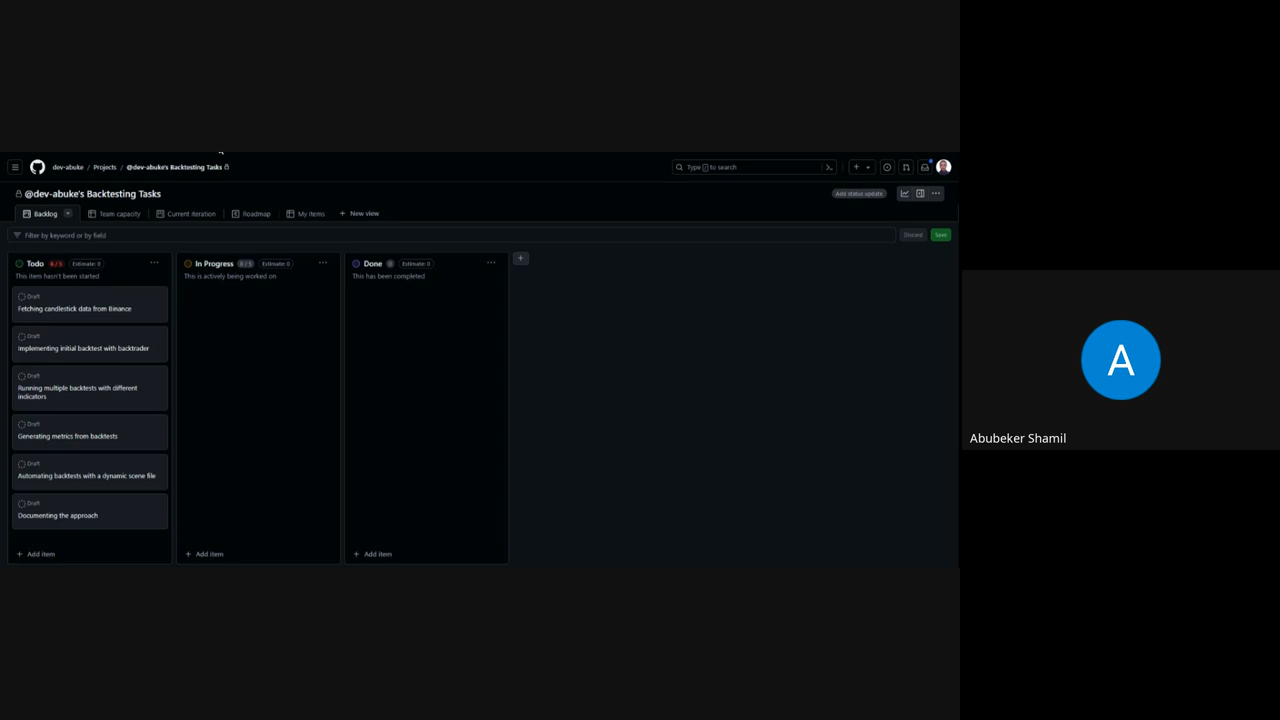 dev-abuke / Projects / @dev-abuke's Backtesting Tasks
Type / to search
@dev-abuke's Backtesting Tasks
Add status update
Backlog
Team capacity
Current iteration
Roadmap
My items
New view
Filter by keyword or by field
Discard
Save
Todo 6 / 5 Estimate: 0
This item hasn't been started
Draft
Fetching candlestick data from Binance
Draft
Implementing initial backtest with backtrader
Draft
Running multiple backtests with different
indicators
Draft
Generating metrics from backtests
Draft
Automating backtests with a dynamic scene file
Draft
Documenting the approach
+ Add item
In Progress 0 / 5 Estimate: 0
This is actively being worked on
+ Add item
Done 0 Estimate: 0
This has been completed
+ Add item
A
Abubeker Shamil